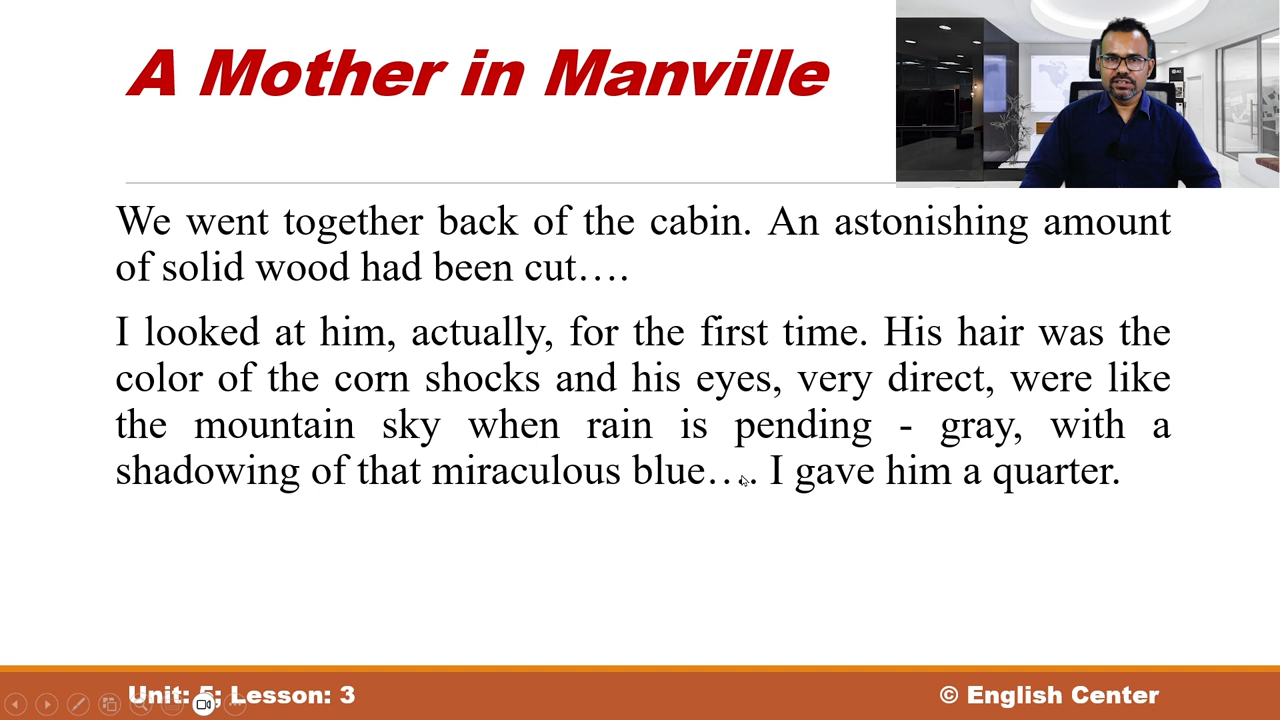 A Mother in Manville
We went together back of the cabin. An astonishing amount
of solid wood had been cut….
I looked at him, actually, for the first time. His hair was the
color of the corn shocks and his eyes, very direct, were like
the mountain sky when rain is pending - gray, with a
shadowing of that miraculous blue…. I gave him a quarter.
Unit: 5; Lesson: 3
© English Center